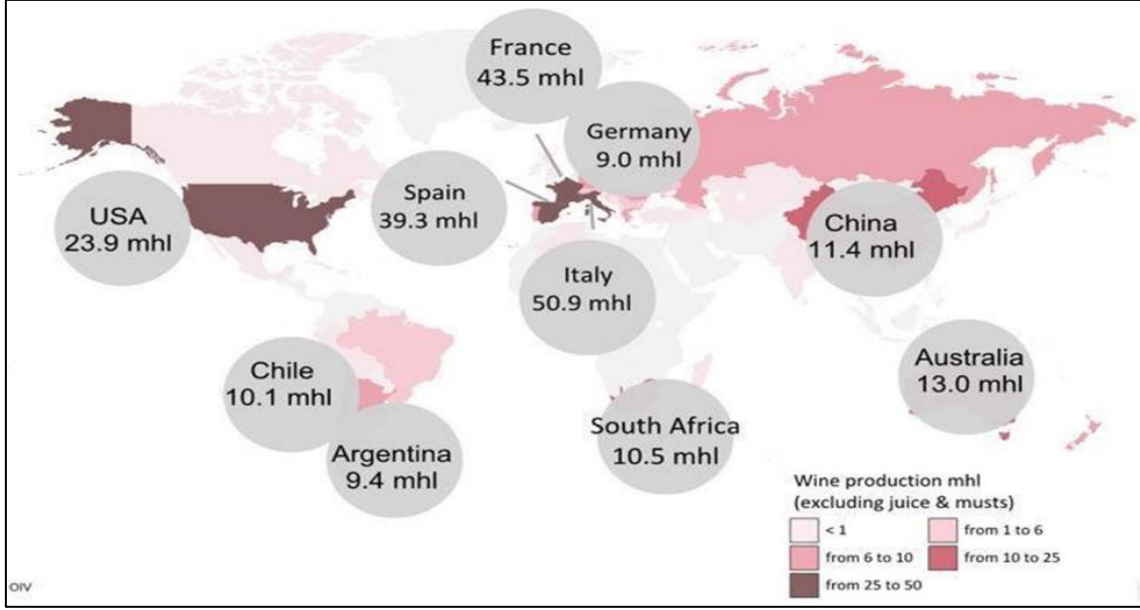 France
43.5 mhl
Germany
9.0 mhl
Spain
39.3 mhl
USA
23.9 mhl
China
11.4 mhl
Italy
50.9 mhl
Chile
10.1 mhl
Australia
13.0 mhl
South Africa
10.5 mhl
Argentina
9.4 mhl
Wine production mhl
(excluding juice & musts)
< 1
from 1 to 6
from 6 to 10
from 10 to 25
from 25 to 50
OIV